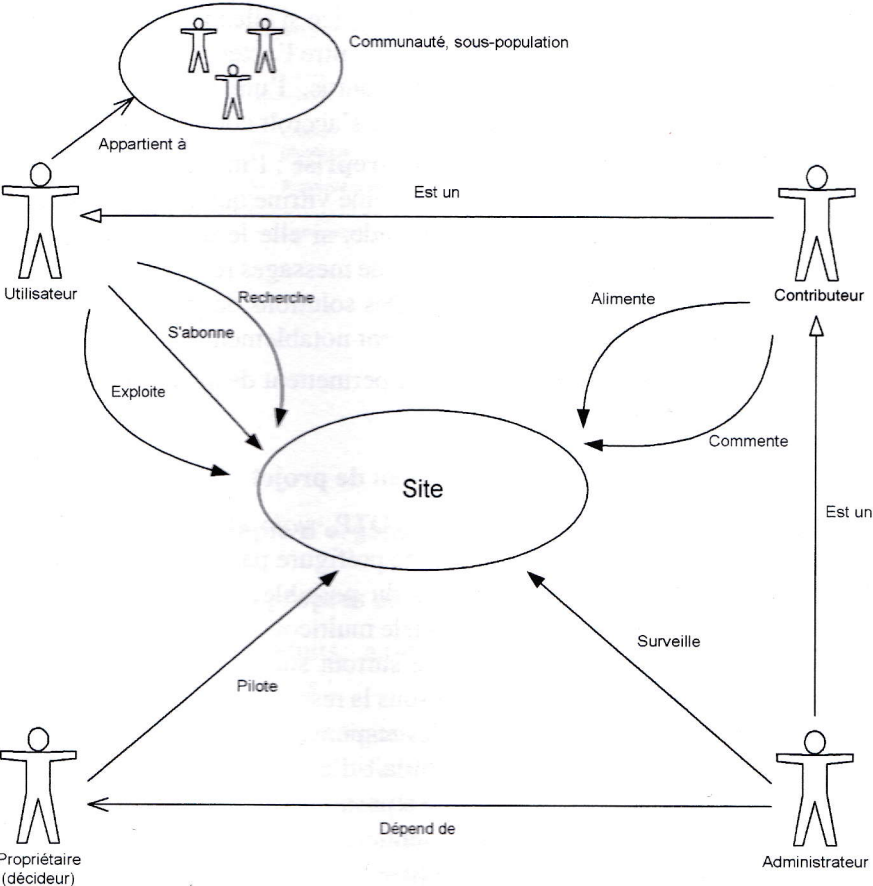 Communauté, sous-population
Appartient à
Est un
Utilisateur
Recherche
Alimente
Contributeur
S'abonne
Exploite
Commente
Site
Est un
Surveille
Pilote
Dépend de
Propriétaire
(décideur)
Administrateur